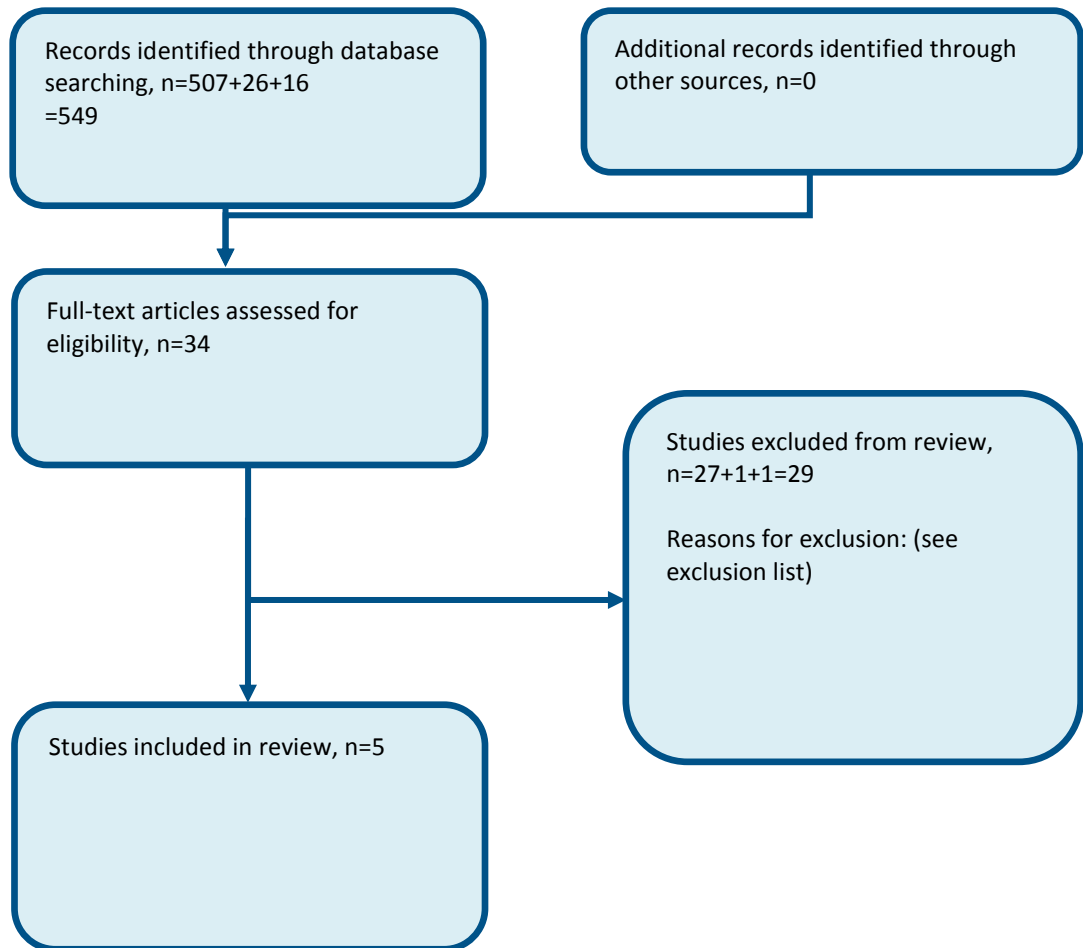 Records identified through database
searching, n=507+26+16
=549
Additional records identified through
other sources, n=0
Full-text articles assessed for
eligibility, n=34
Studies excluded from review,
n=27+1+1=29
Reasons for exclusion: (see
exclusion list)
Studies included in review, n=5